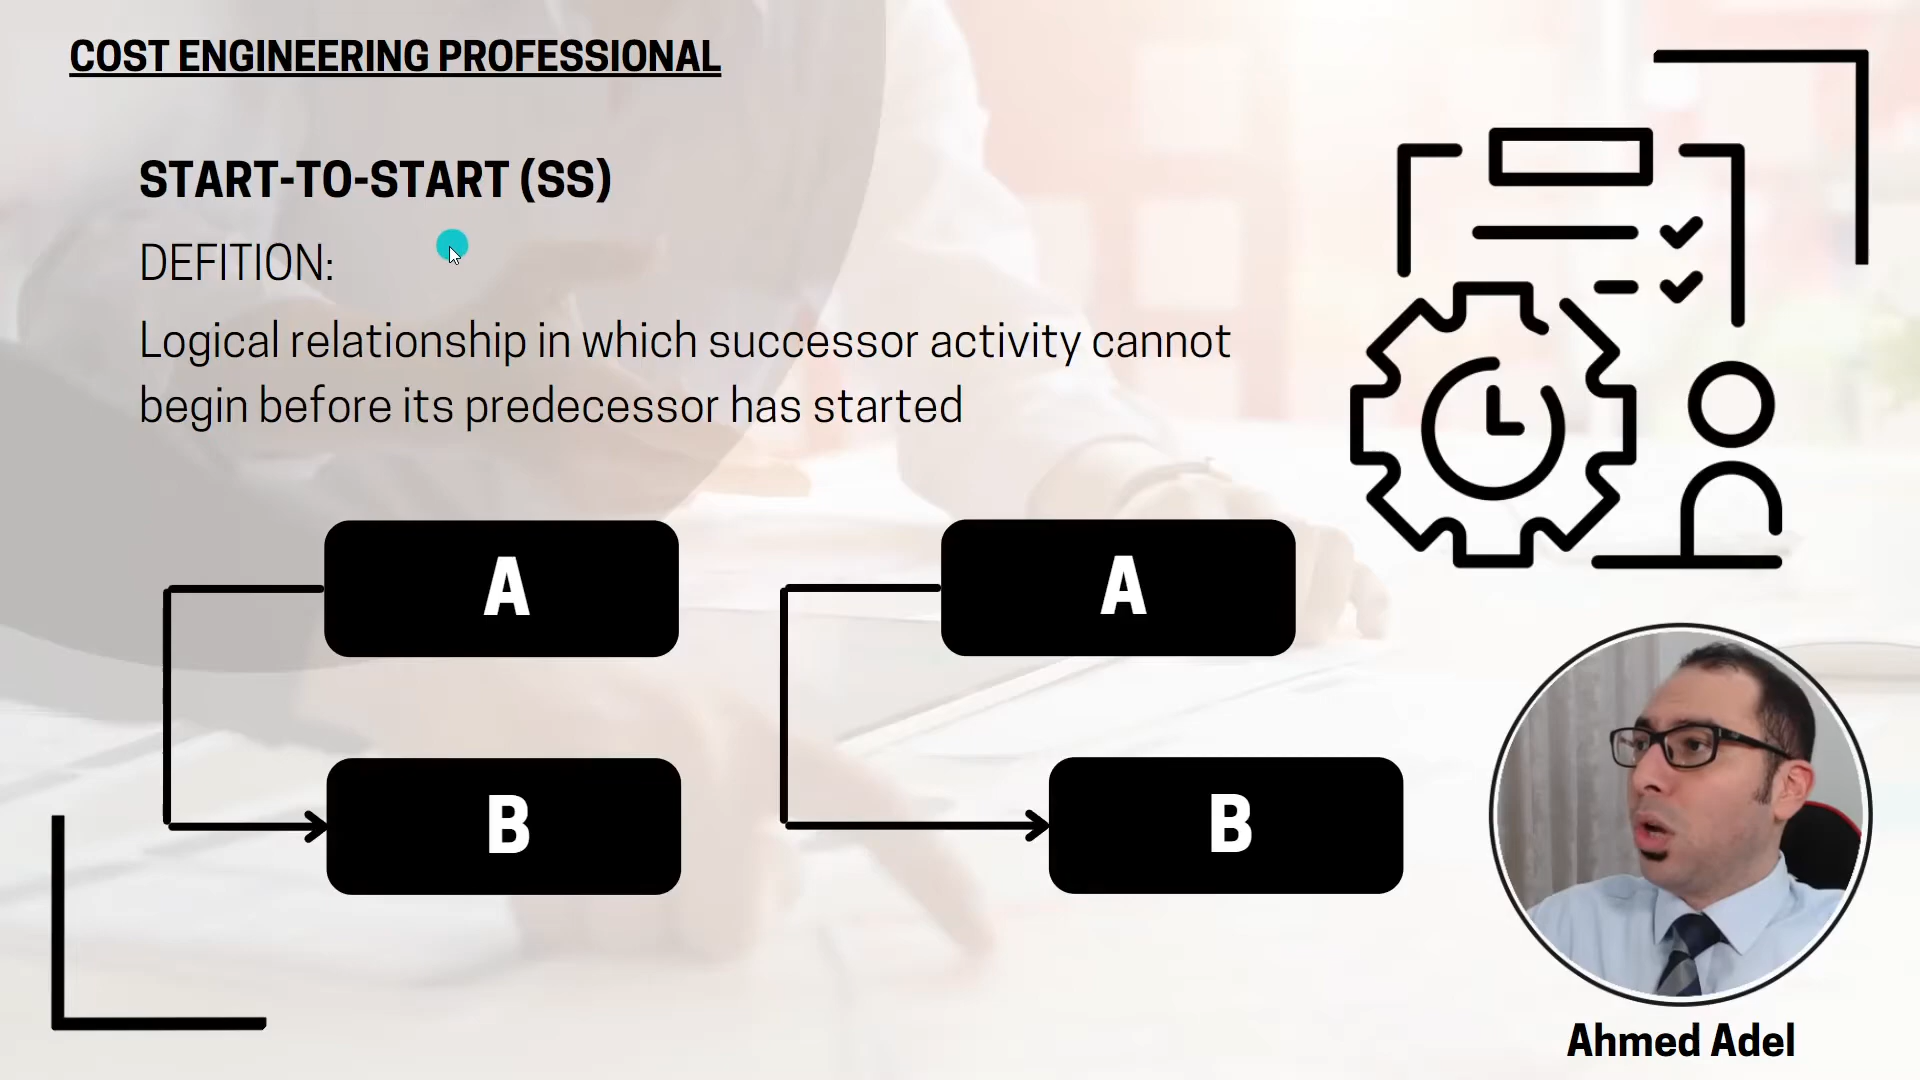 COST ENGINEERING PROFESSIONAL
START-TO-START (SS)
DEFITION:
Logical relationship in which successor activity cannot
begin before its predecessor has started
A
A
B
B
Ahmed Adel